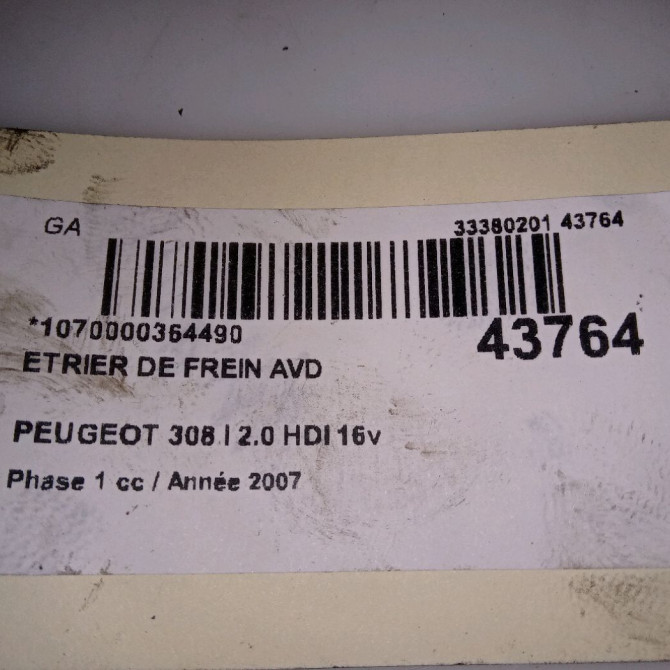 GA 33380201 43764
*1070000364490 43764
ETRIER DE FREIN AVD
PEUGEOT 308 I 2.0 HDI 16v
Phase 1 cc / Année 2007